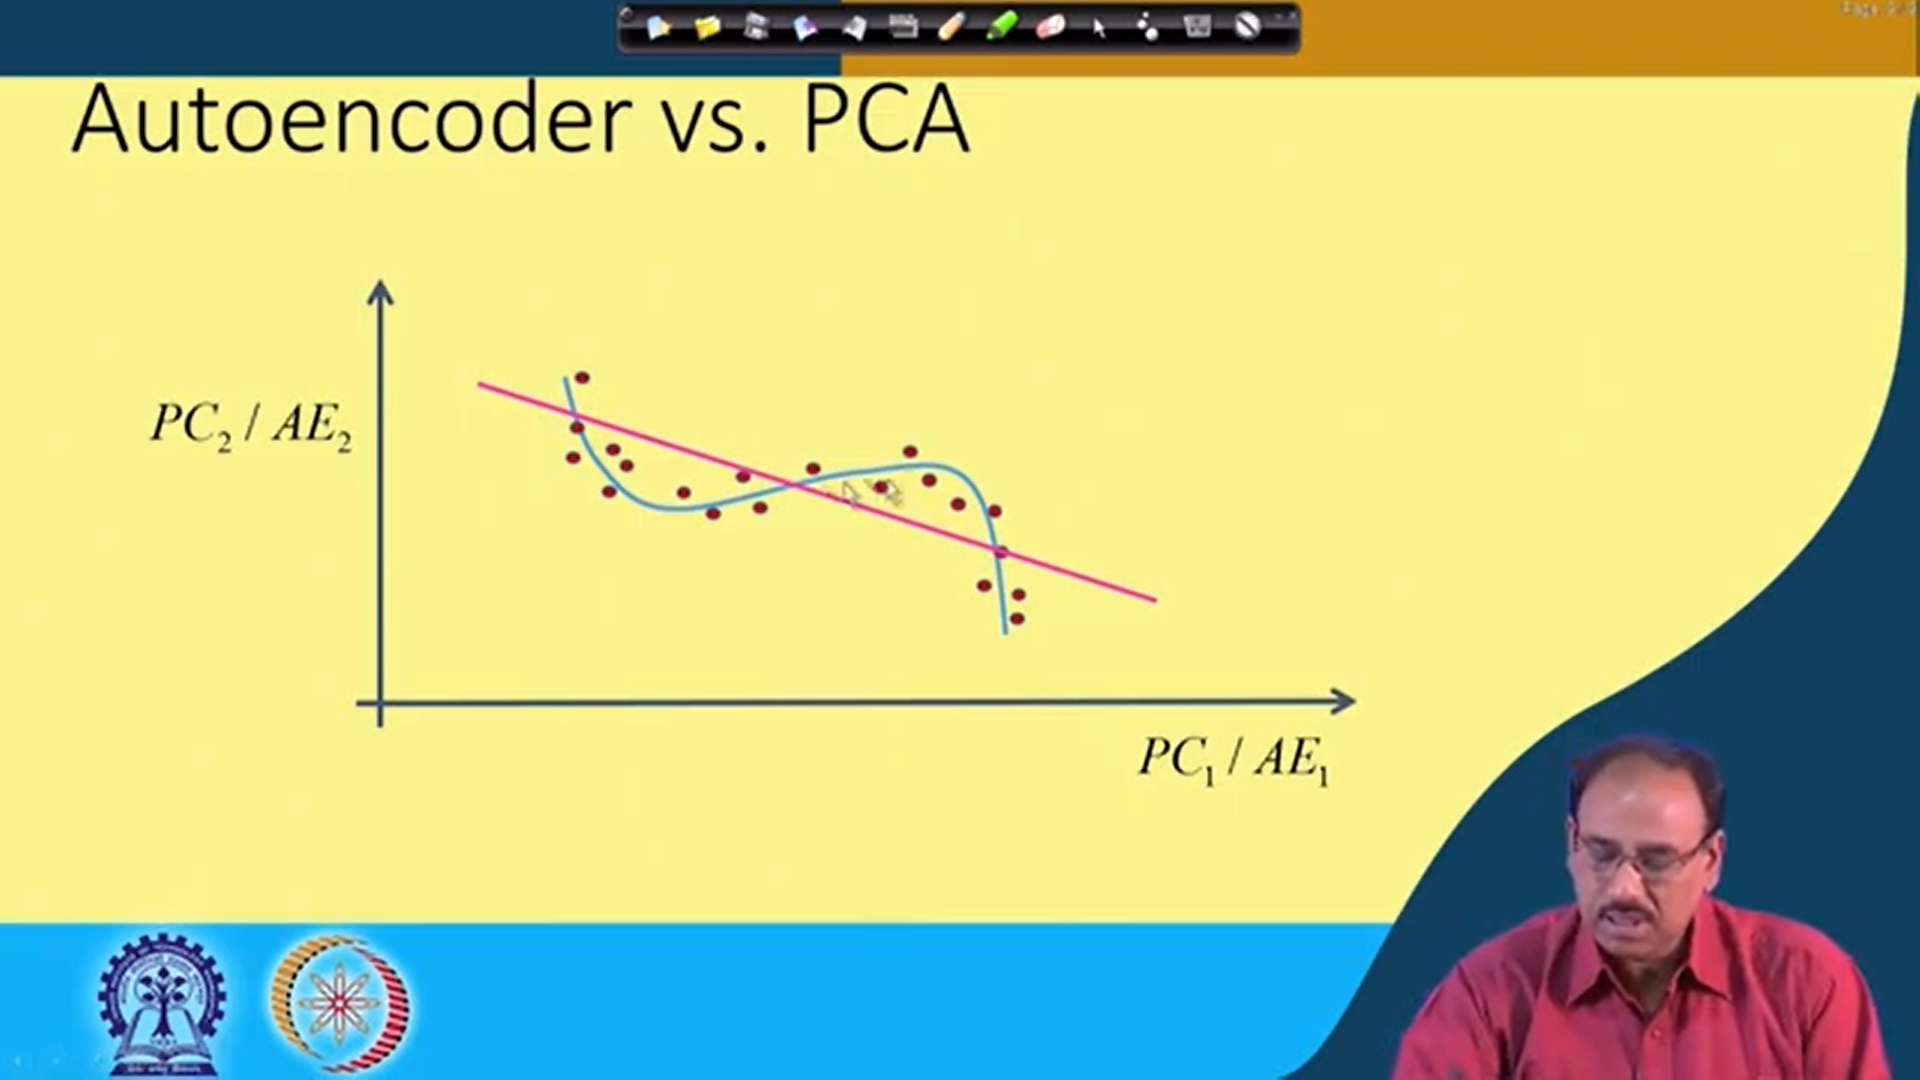 Autoencoder vs. PCA
PC₂ / AE₂
PC₁ / AE₁